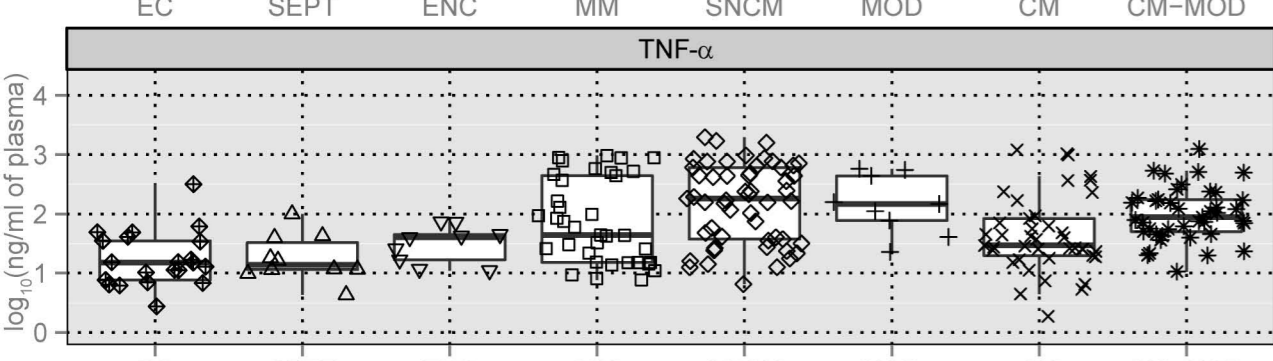 EC SEPT ENC MM SNCM MOD CM CM−MOD
TNF-α
log10(ng/ml of plasma)
4
3
2
1
0